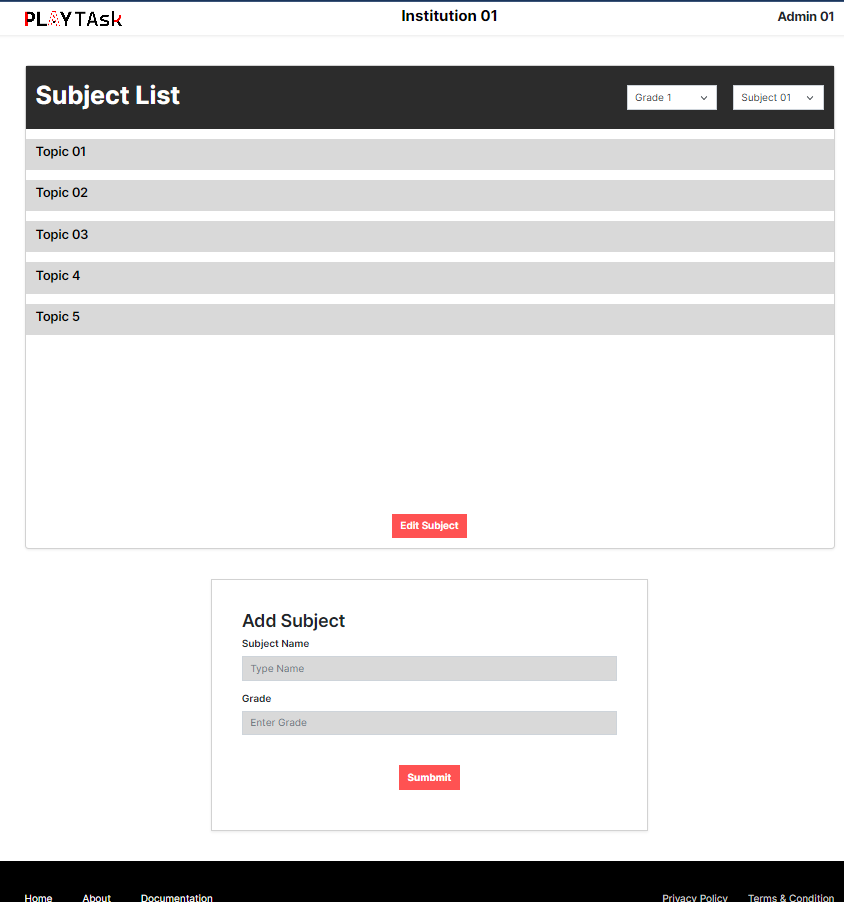 PLAYTAsk Institution 01 Admin 01
Subject List Grade 1 Subject 01
Topic 01
Topic 02
Topic 03
Topic 4
Topic 5
Edit Subject
Add Subject
Subject Name
Type Name
Grade
Enter Grade
Sumbmit
Home About Documentation Privacy Policy Terms & Condition